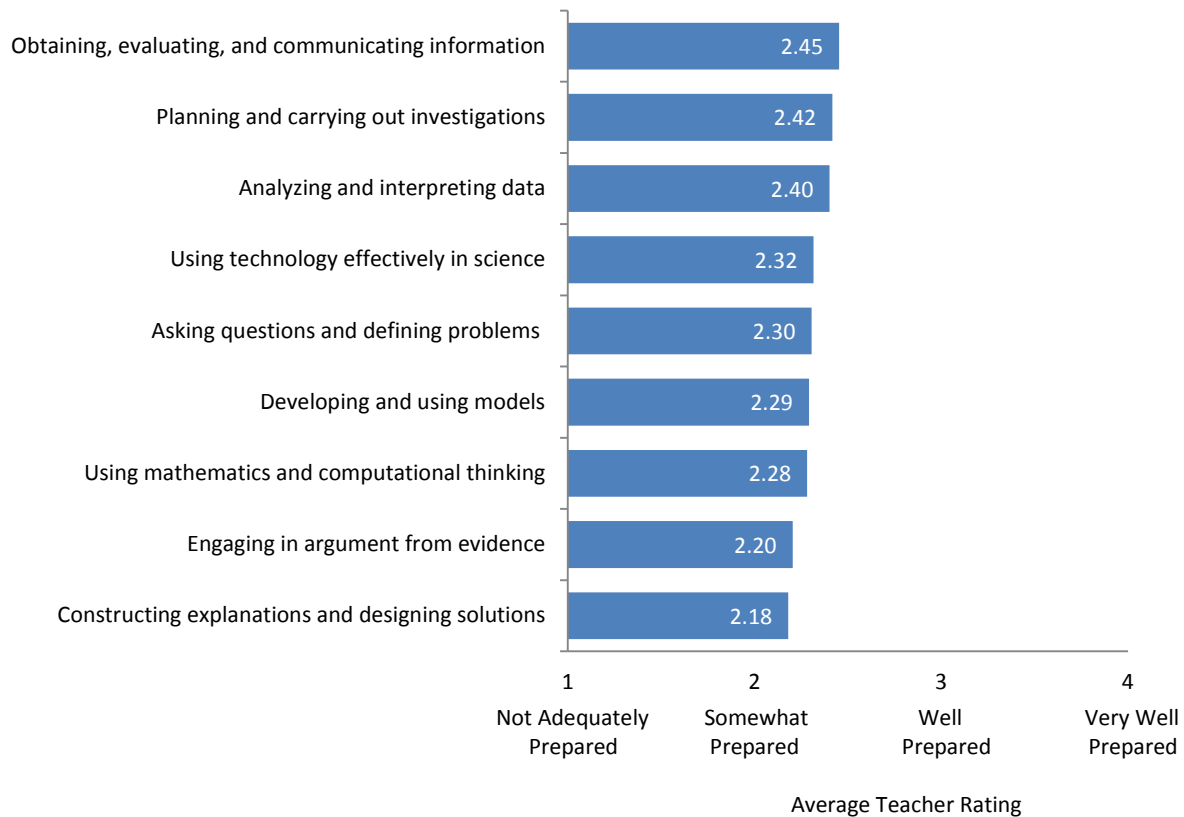 Obtaining, evaluating, and communicating information
2.45
Planning and carrying out investigations
2.42
Analyzing and interpreting data
2.40
Using technology effectively in science
2.32
Asking questions and defining problems
2.30
Developing and using models
2.29
Using mathematics and computational thinking
2.28
Engaging in argument from evidence
2.20
Constructing explanations and designing solutions
2.18
1
Not Adequately
Prepared
2
Somewhat
Prepared
3
Well
Prepared
4
Very Well
Prepared
Average Teacher Rating